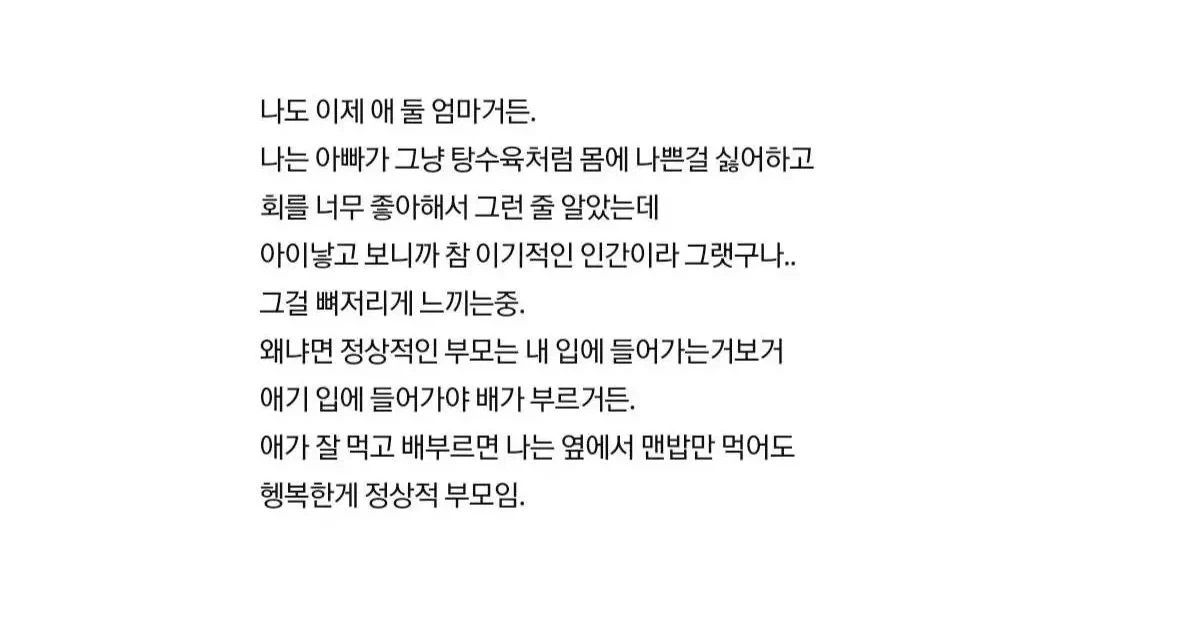 나도 이제 애 둘 엄마거든.
나는 아빠가 그냥 탕수육처럼 몸에 나쁜걸 싫어하고
회를 너무 좋아해서 그런 줄 알았는데
아이낳고 보니까 참 이기적인 인간이라 그랫구나..
그걸 뼈저리게 느끼는중.
왜냐면 정상적인 부모는 내 입에 들어가는거보거
애기 입에 들어가야 배가 부르거든.
애가 잘 먹고 배부르면 나는 옆에서 맨밥만 먹어도
헹복한게 정상적 부모임.